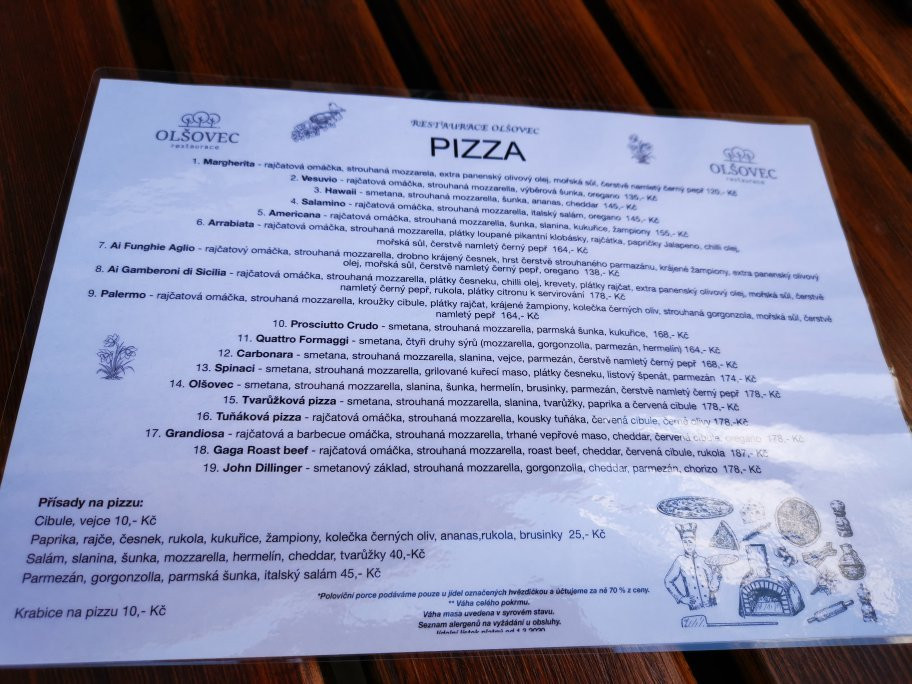 OLŠOVEC
restaurace
RESTAURACE OLŠOVEC
PIZZA
OLŠOVEC
restaurace
1. Margherita - rajčatová omáčka, strouhaná mozzarela, extra panenský olivový olej, mořská sůl, čerstvě namletý černý pepř 125,- Kč
2. Vesuvio - rajčatová omáčka, strouhaná mozzarella, výběrová šunka, oregano 135,- Kč
3. Hawaii - smetana, strouhaná mozzarella, šunka, ananas, cheddar 145,- Kč
4. Salamino - rajčatová omáčka, strouhaná mozzarella, italský salám, oregano 145,- Kč
5. Americana - rajčatová omáčka, strouhaná mozzarella, šunka, slanina, kukuřice, žampiony 155,- Kč
6. Arrabiata - rajčatová omáčka, strouhaná mozzarella, plátky loupané pikantní klobásky, rajčátka, papričky Jalapeno, chilli olej,
mořská sůl, čerstvě namletý černý pepř 164,- Kč
7. Ai Funghie Aglio - rajčatový omáčka, strouhaná mozzarella, drobno krájený česnek, hrst čerstvě strouhaného parmazánu, krájené žampiony, extra panenský olivový
olej, mořská sůl, čerstvě namletý černý pepř, oregano 138,- Kč
8. Ai Gamberoni di Sicilia - rajčatová omáčka, strouhaná mozzarella, plátky česneku, chilli olej, krevety, plátky rajčat, extra panenský olivový olej, mořská sůl, čerstvě
namletý černý pepř, rukola, plátky citronu k servirování 178,- Kč
9. Palermo - rajčatová omáčka, strouhaná mozzarella, kroužky cibule, plátky rajčat, krájené žampiony, kolečka černých oliv, strouhaná gorgonzola, mořská sůl, čerstvě
namletý pepř 164,- Kč
10. Prosciutto Crudo - smetana, strouhaná mozzarella, parmská šunka, kukuřice, 168,- Kč
11. Quattro Formaggi - smetana, čtyři druhy sýrů (mozzarella, gorgonzolla, parmezán, hermelín) 164,- Kč
12. Carbonara - smetana, strouhaná mozzarella, slanina, vejce, parmezán, čerstvě namletý černý pepř 168,- Kč
13. Spinaci - smetana, strouhaná mozzarella, grilované kuřecí maso, plátky česneku, listový špenát, parmezán 174,- Kč
14. Olšovec - smetana, strouhaná mozzarella, slanina, šunka, hermelín, brusinky, parmezán, čerstvě namletý černý pepř 178,- Kč
15. Tvarůžková pizza - smetana, strouhaná mozzarella, slanina, tvarůžky, paprika a červená cibule 178,- Kč
16. Tuňáková pizza - rajčatová omáčka, strouhaná mozzarella, kousky tuňáka, červená cibule, černé olivy 178,-Kč
17. Grandiosa - rajčatová a barbecue omáčka, strouhaná mozzarella, trhané vepřové maso, cheddar, červená cibule, oregano 178,- Kč
18. Gaga Roast beef - rajčatová omáčka, strouhaná mozzarella, roast beef, cheddar, červená cibule, rukola 187,- Kč
19. John Dillinger - smetanový základ, strouhaná mozzarella, gorgonzolla, cheddar, parmezán, chorizo 178,- Kč
Přísady na pizzu:
Cibule, vejce 10,- Kč
Paprika, rajče, česnek, rukola, kukuřice, žampiony, kolečka černých oliv, ananas,rukola, brusinky 25,- Kč
Salám, slanina, šunka, mozzarella, hermelín, cheddar, tvarůžky 40,-Kč
Parmezán, gorgonzolla, parmská šunka, italský salám 45,- Kč
Krabice na pizzu 10,- Kč
*Poloviční porce podáváme pouze u jídel označených hvězdičkou a účtujeme za ně 70 % z ceny.
** Váha celého pokrmu.
Váha masa uvedena v syrovém stavu.
Seznam alergenů na vyžádání u obsluhy.
Jídelní lístek platný od 1.3.2020